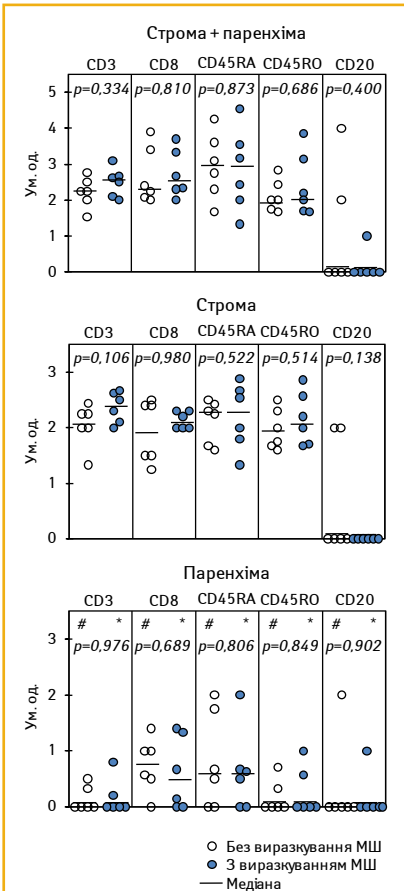 Строма + паренхіма
CD3 CD8 CD45RA CD45RO CD20
p=0,334 p=0,810 p=0,873 p=0,686 p=0,400
Ум. од.
5
4
3
2
1
0
Строма
CD3 CD8 CD45RA CD45RO CD20
p=0,106 p=0,980 p=0,522 p=0,514 p=0,138
Ум. од.
3
2
1
0
Паренхіма
CD3 CD8 CD45RA CD45RO CD20
# * # * # * # * # *
p=0,976 p=0,689 p=0,806 p=0,849 p=0,902
Ум. од.
3
2
1
0
Без виразкування МШ
З виразкуванням МШ
Медіана